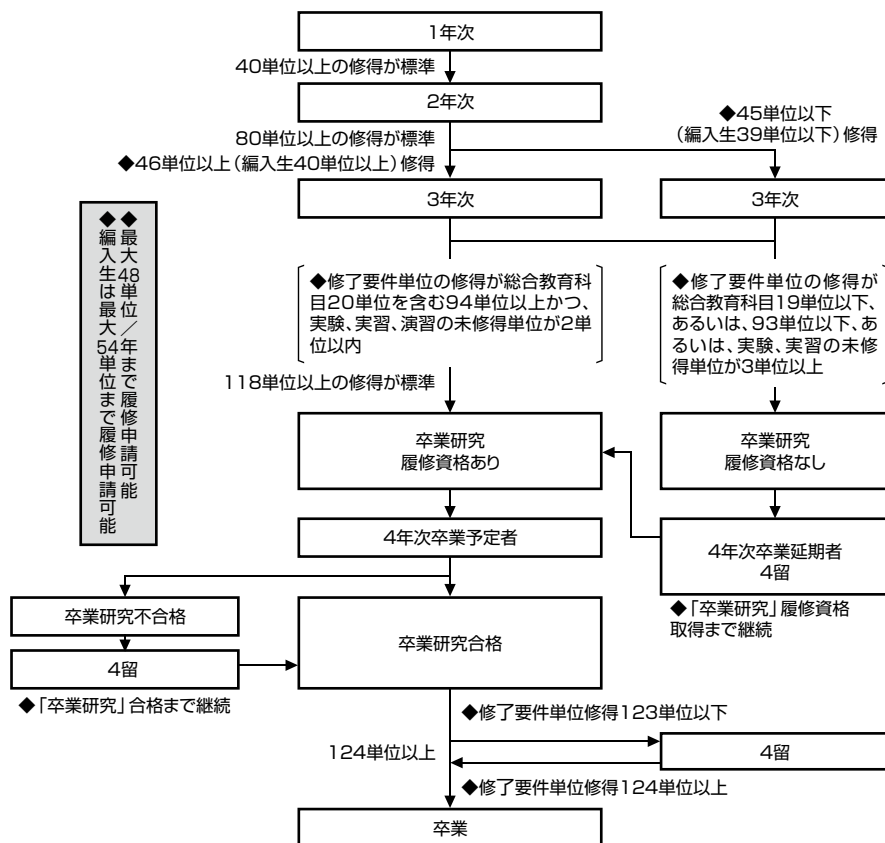 1年次
40単位以上の修得が標準
2年次
80単位以上の修得が標準
◆46単位以上（編入生40単位以上）修得
◆45単位以下
（編入生39単位以下）修得
3年次
3年次
◆最大48単位／年まで履修申請可能
◆編入生は最大54単位まで履修申請可能
◆修了要件単位の修得が総合教育科
目20単位を含む94単位以上かつ、
実験、実習、演習の未修得単位が2単
位以内
◆修了要件単位の修得が
総合教育科目19単位以下、
あるいは、93単位以下、あ
るいは、実験、実習の未修
得単位が3単位以上
118単位以上の修得が標準
卒業研究
履修資格あり
卒業研究
履修資格なし
4年次卒業予定者
4年次卒業延期者
4留
◆「卒業研究」履修資格
取得まで継続
卒業研究不合格
卒業研究合格
4留
◆「卒業研究」合格まで継続
◆修了要件単位修得123単位以下
124単位以上
4留
◆修了要件単位修得124単位以上
卒業